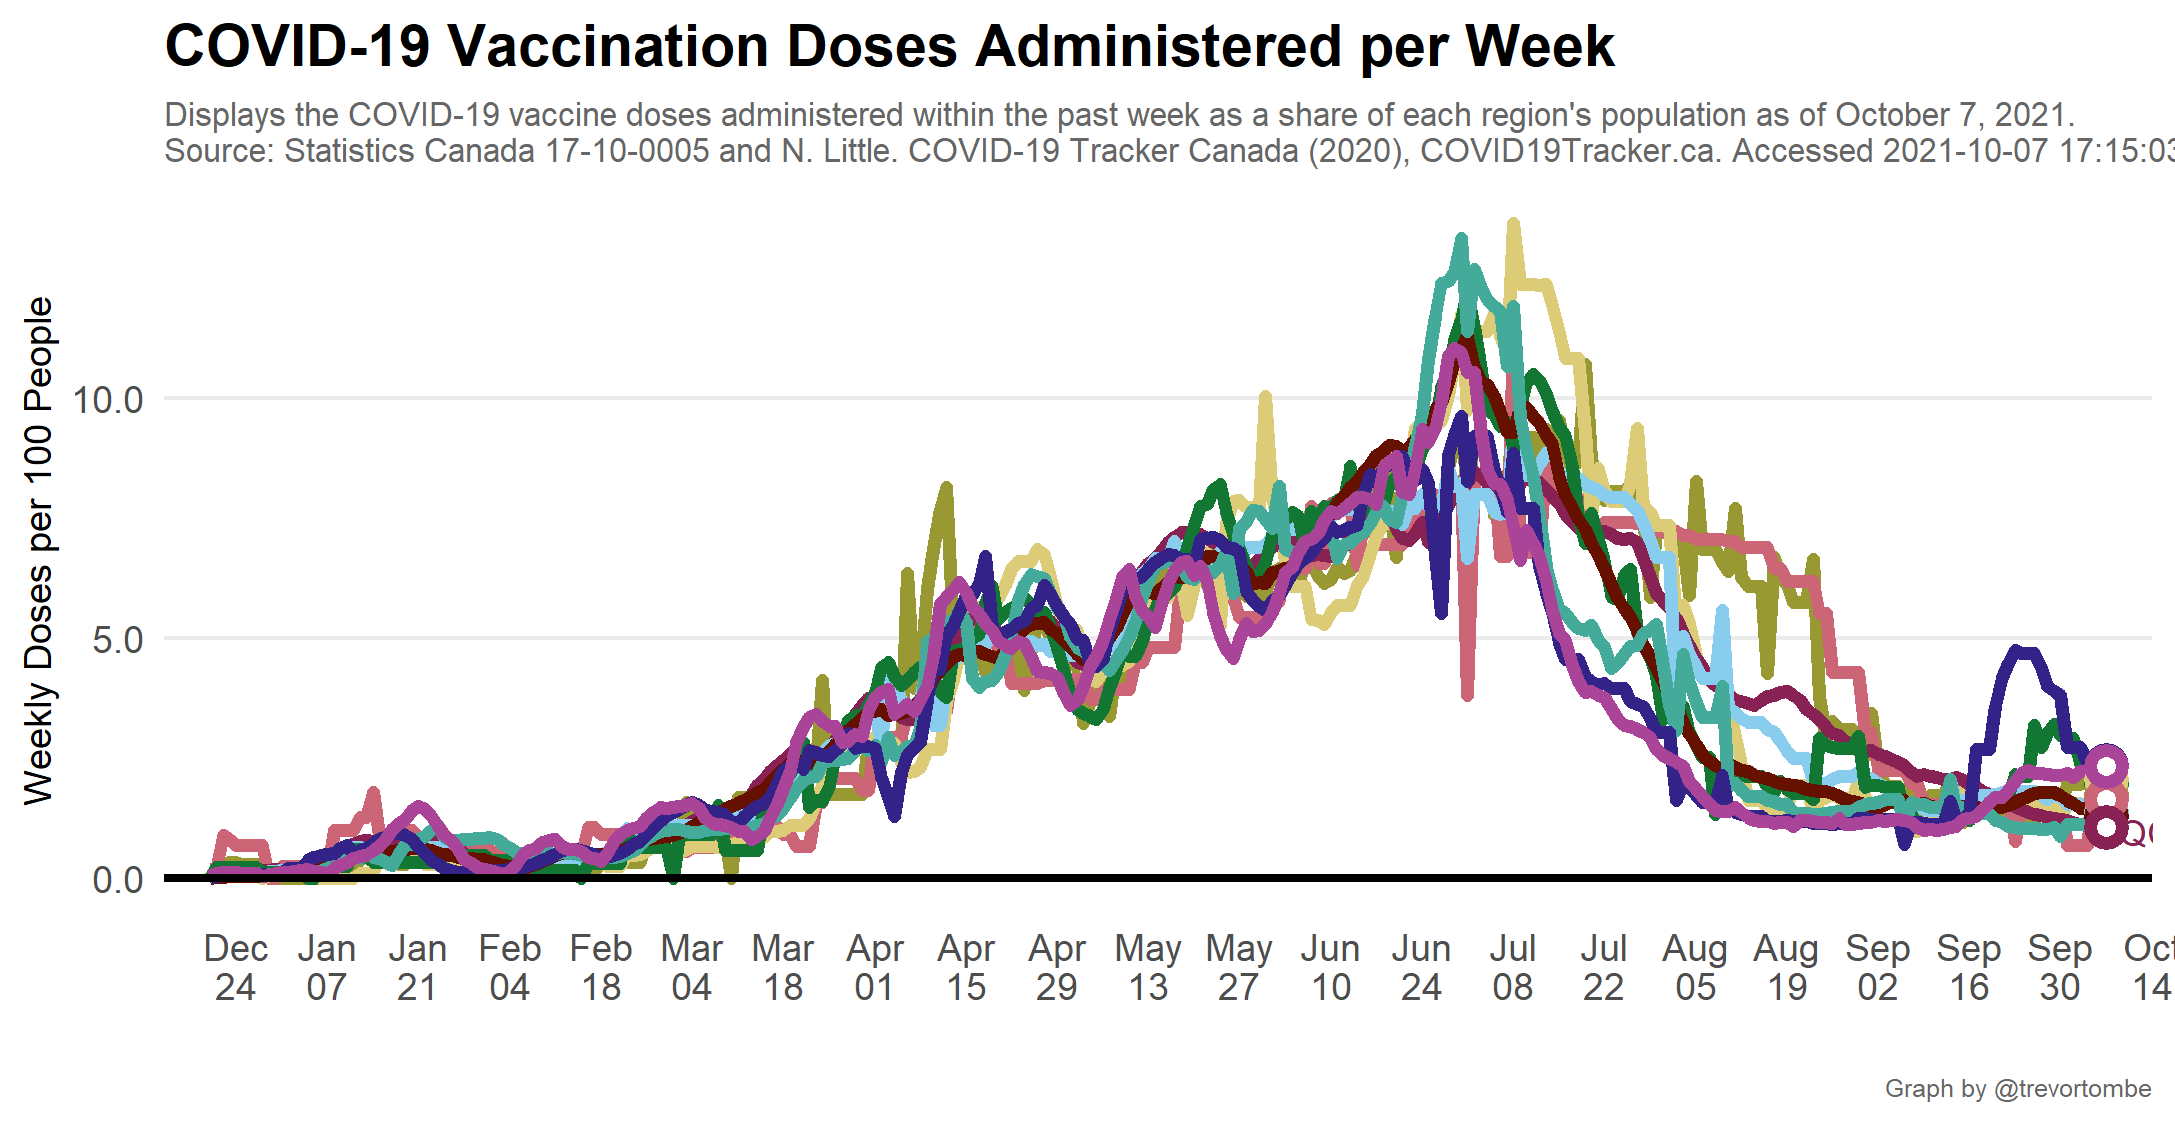 COVID-19 Vaccination Doses Administered per Week
Displays the COVID-19 vaccine doses administered within the past week as a share of each region's population as of October 7, 2021.
Source: Statistics Canada 17-10-0005 and N. Little. COVID-19 Tracker Canada (2020), COVID19Tracker.ca. Accessed 2021-10-07 17:15:03
Weekly Doses per 100 People
10.0
5.0
0.0
Dec Jan Jan Feb Feb Mar Mar Apr Apr Apr May May Jun Jun Jul Jul Aug Aug Sep Sep Sep Oct
24 07 21 04 18 04 18 01 15 29 13 27 10 24 08 22 05 19 02 16 30 14
Graph by @trevortombe